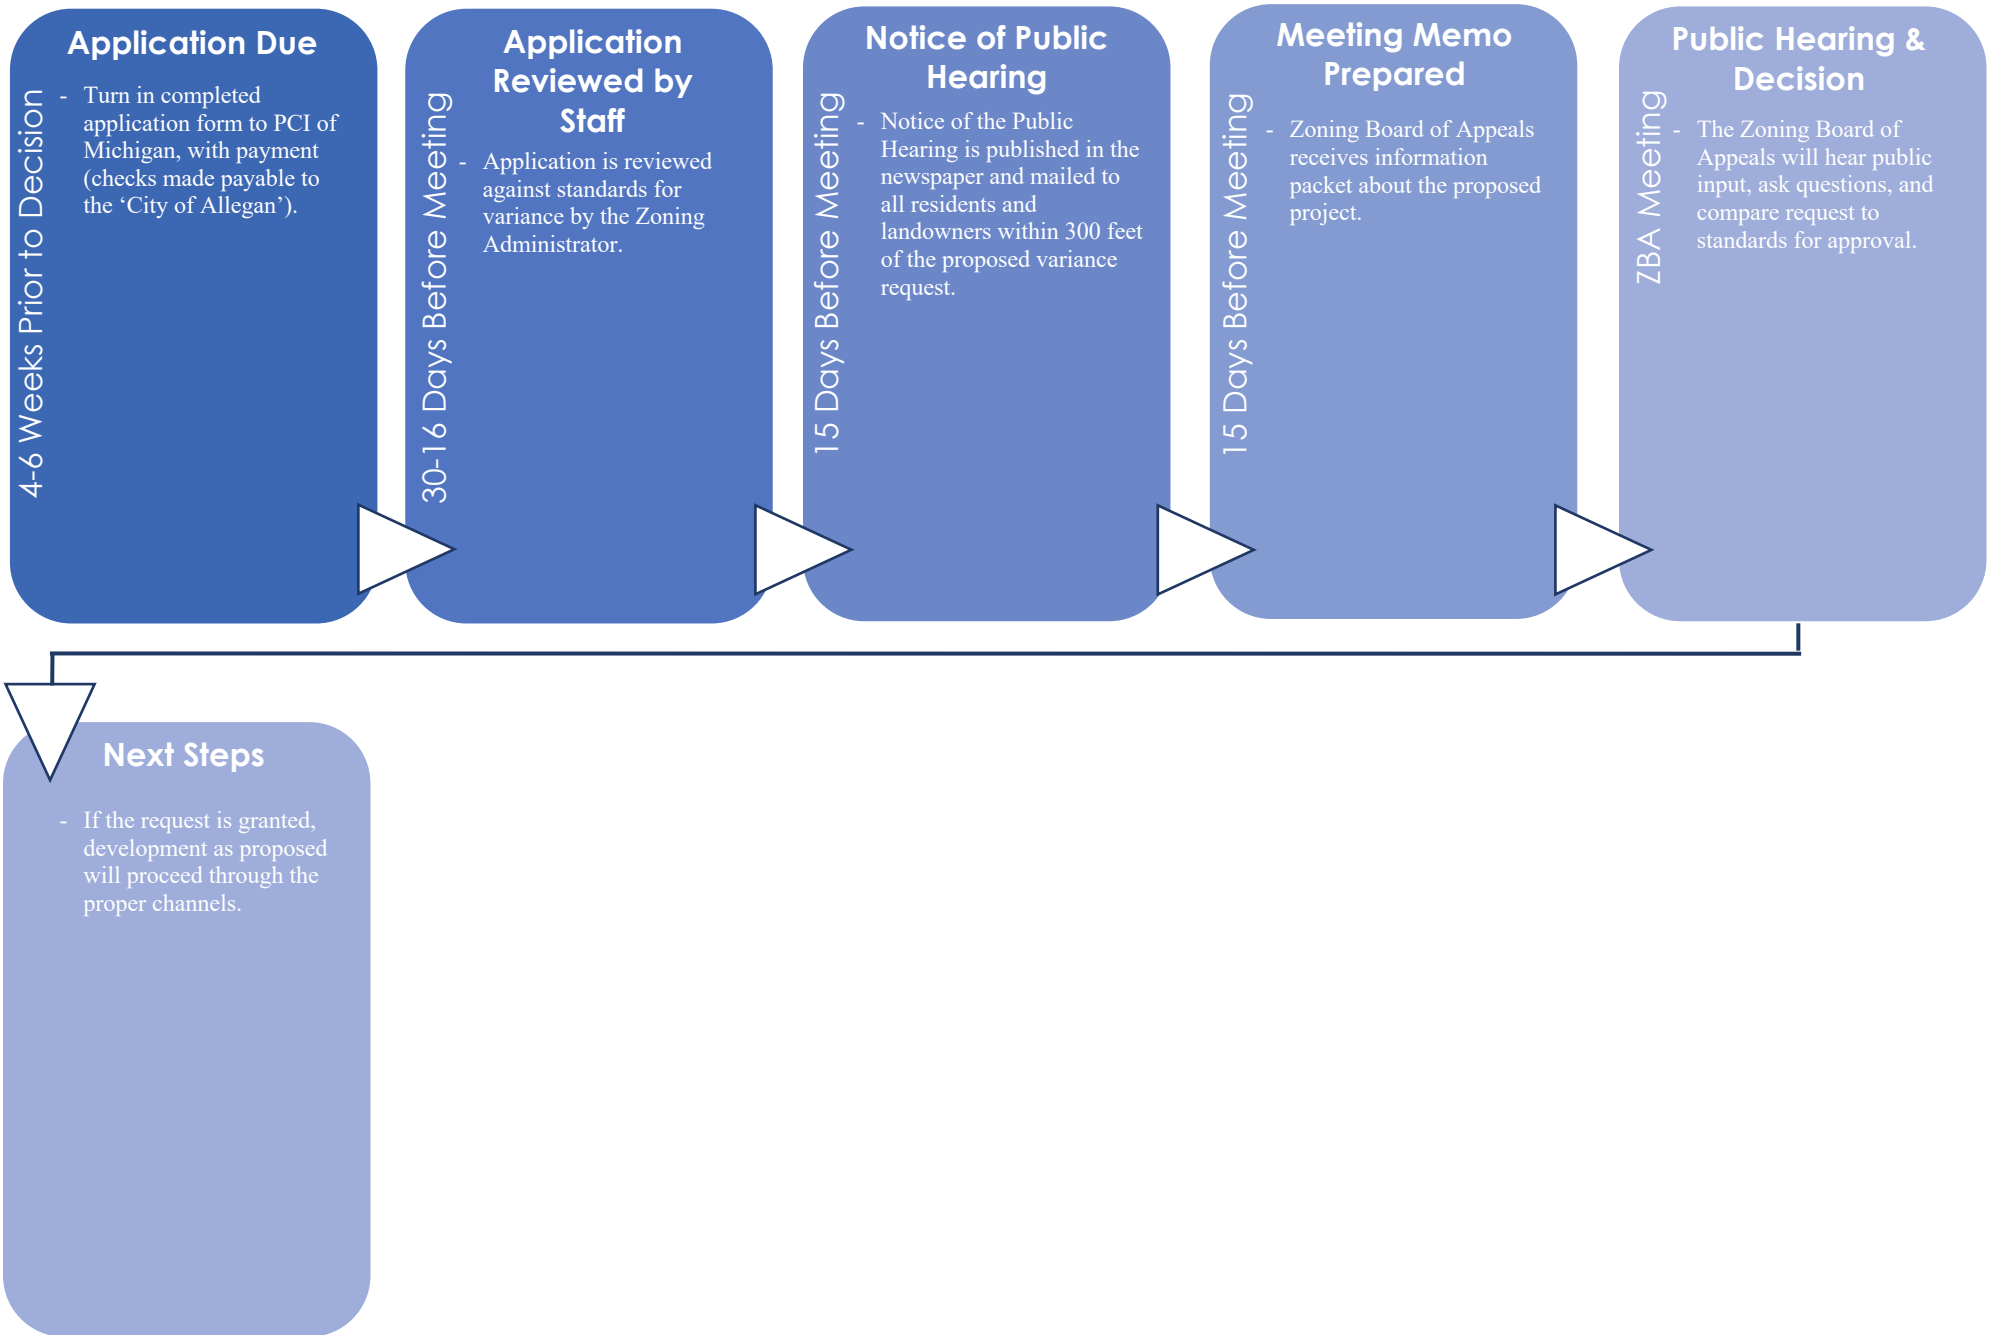 Application Due
4-6 Weeks Prior to Decision
- Turn in completed
application form to PCI of
Michigan, with payment
(checks made payable to
the ‘City of Allegan’).
Application
Reviewed by
Staff
30-16 Days Before Meeting
- Application is reviewed
against standards for
variance by the Zoning
Administrator.
Notice of Public
Hearing
15 Days Before Meeting
- Notice of the Public
Hearing is published in the
newspaper and mailed to
all residents and
landowners within 300 feet
of the proposed variance
request.
Meeting Memo
Prepared
15 Days Before Meeting
- Zoning Board of Appeals
receives information
packet about the proposed
project.
Public Hearing &
Decision
ZBA Meeting
- The Zoning Board of
Appeals will hear public
input, ask questions, and
compare request to
standards for approval.
Next Steps
- If the request is granted,
development as proposed
will proceed through the
proper channels.